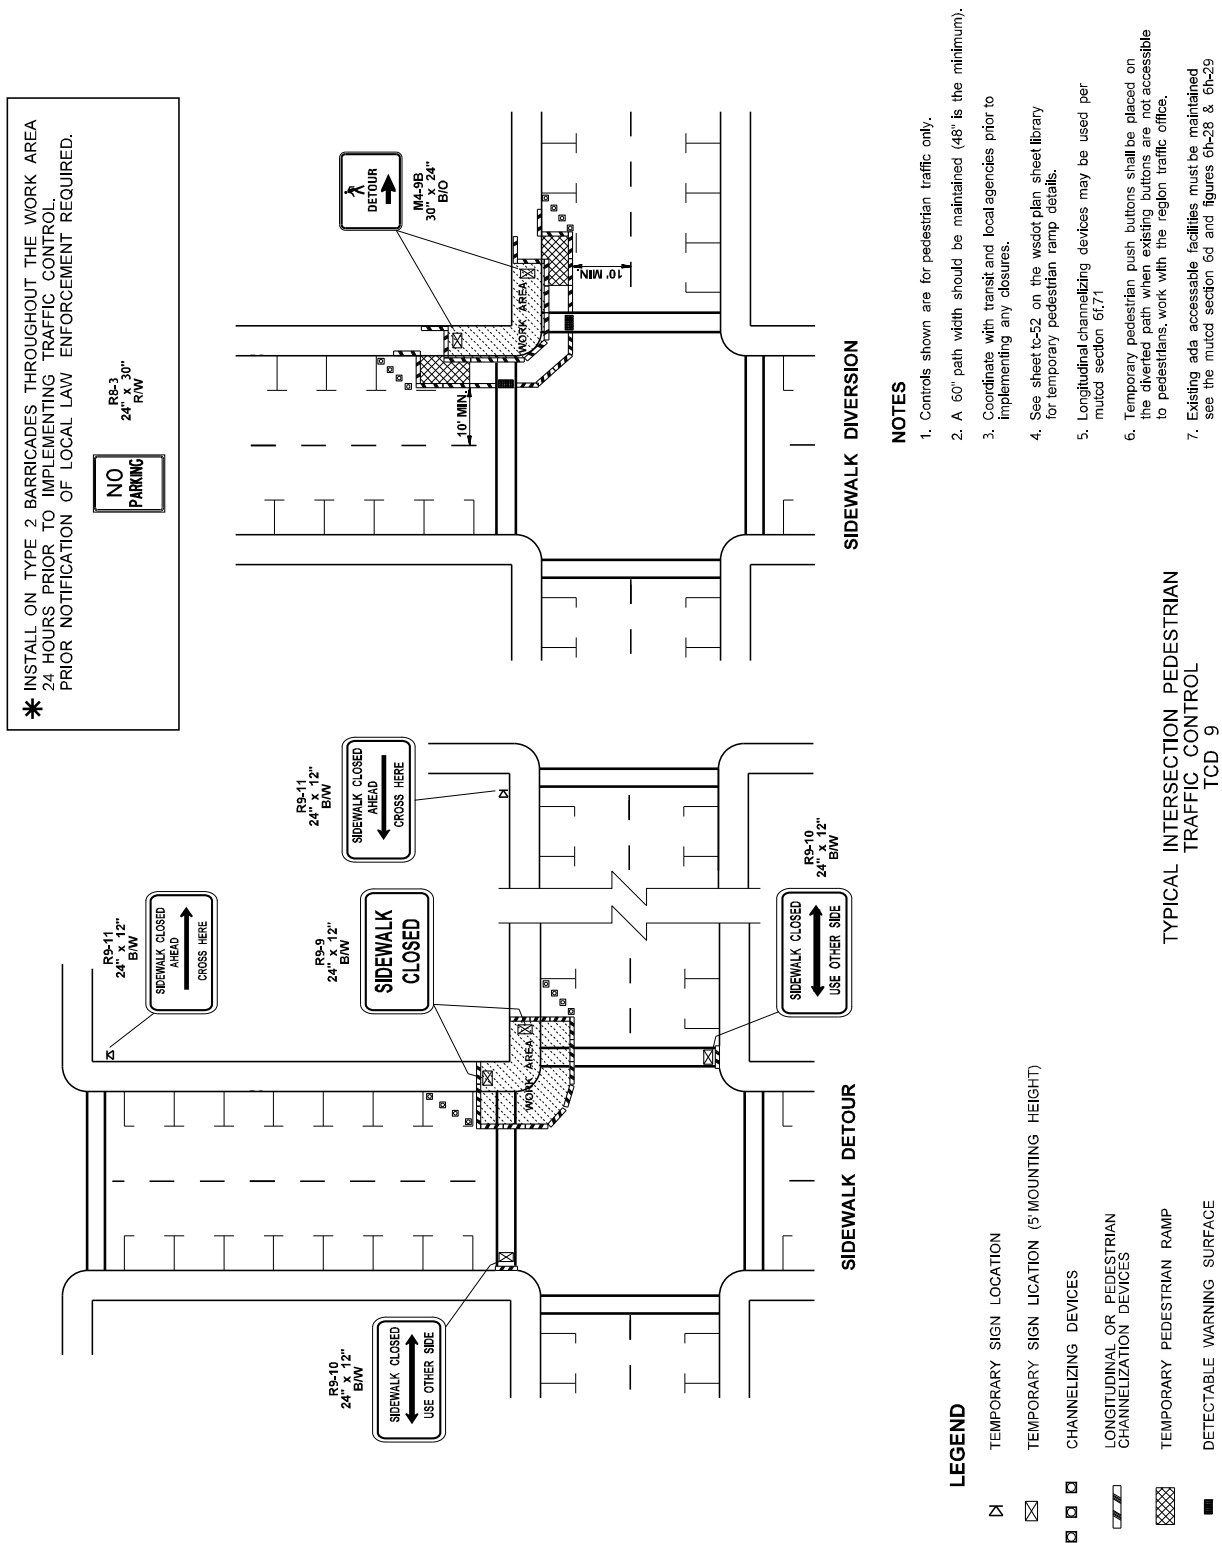 ✱ INSTALL ON TYPE 2 BARRICADES THROUGHOUT THE WORK AREA
24 HOURS PRIOR TO IMPLEMENTING TRAFFIC CONTROL.
PRIOR NOTIFICATION OF LOCAL LAW ENFORCEMENT REQUIRED.
NO
PARKING
R8-3
24" x 30"
R/W
R9-11
24" x 12"
B/W
SIDEWALK CLOSED
AHEAD
CROSS HERE
R9-11
24" x 12"
B/W
SIDEWALK CLOSED
AHEAD
CROSS HERE
R9-9
24" x 12"
B/W
SIDEWALK
CLOSED
R9-10
24" x 12"
B/W
SIDEWALK CLOSED
USE OTHER SIDE
WORK AREA
R9-10
24" x 12"
B/W
SIDEWALK CLOSED
USE OTHER SIDE
SIDEWALK DETOUR
DETOUR
M4-9B
30" x 24"
B/O
WORK AREA
10' MIN.
10' MIN.
SIDEWALK DIVERSION
LEGEND
TEMPORARY SIGN LOCATION
TEMPORARY SIGN LICATION (5' MOUNTING HEIGHT)
CHANNELIZING DEVICES
LONGITUDINAL OR PEDESTRIAN
CHANNELIZATION DEVICES
TEMPORARY PEDESTRIAN RAMP
DETECTABLE WARNING SURFACE
NOTES
1. Controls shown are for pedestrian traffic only.
2. A 60" path width should be maintained (48" is the minimum).
3. Coordinate with transit and local agencies prior to
implementing any closures.
4. See sheet tc-52 on the wsdot plan sheet library
for temporary pedestrian ramp details.
5. Longitudinal channelizing devices may be used per
mutcd section 6f.71
6. Temporary pedestrian push buttons shall be placed on
the diverted path when existing buttons are not accessible
to pedestrians, work with the region traffic office.
7. Existing ada accessable facilities must be maintained
see the mutcd section 6d and figures 6h-28 & 6h-29
TYPICAL INTERSECTION PEDESTRIAN
TRAFFIC CONTROL
TCD 9